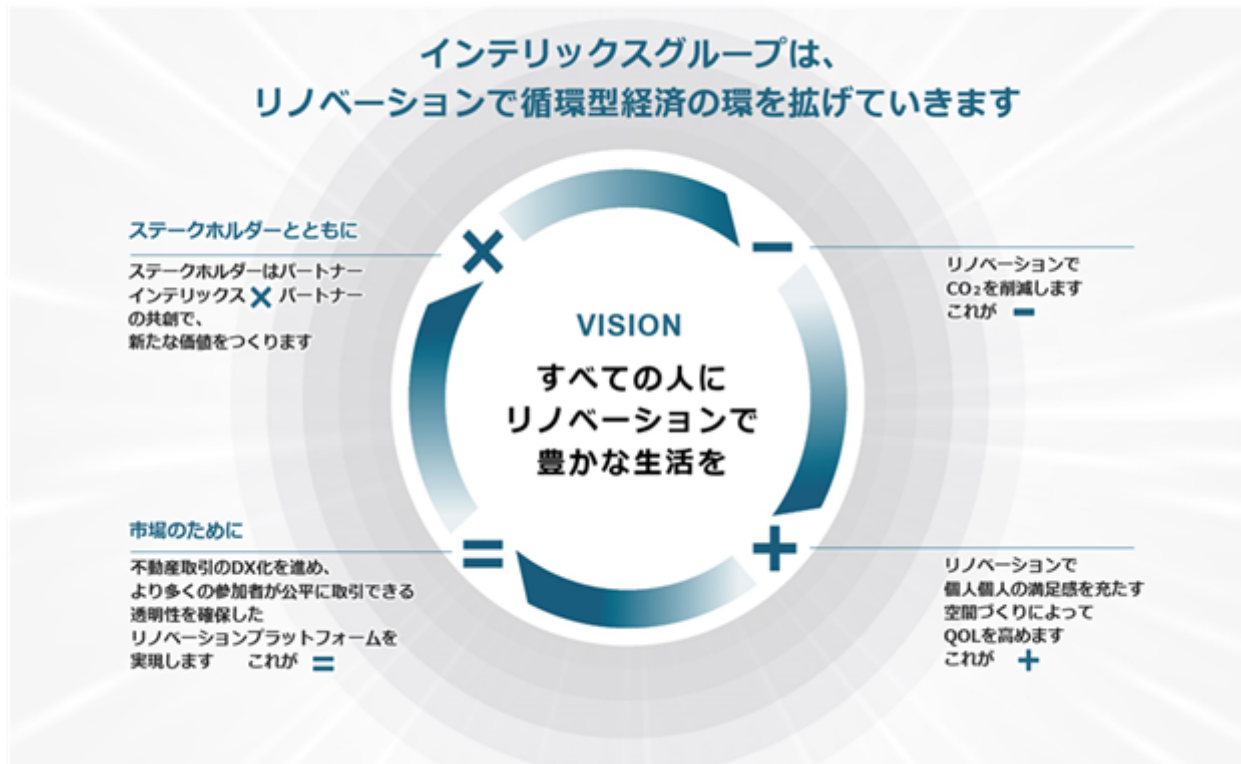 インテリックスグループは、
リノベーションで循環型経済の環を拡げていきます
ステークホルダーとともに
ステークホルダーはパートナー
インテリックス × パートナー
の共創で、
新たな価値をつくります
×
−
リノベーションで
CO₂を削減します
これが −
VISION
すべての人に
リノベーションで
豊かな生活を
市場のために
不動産取引のDX化を進め、
より多くの参加者が公平に取引できる
透明性を確保した
リノベーションプラットフォームを
実現します これが =
=
+
リノベーションで
個人個人の満足感を充たす
空間づくりによって
QOLを高めます
これが +